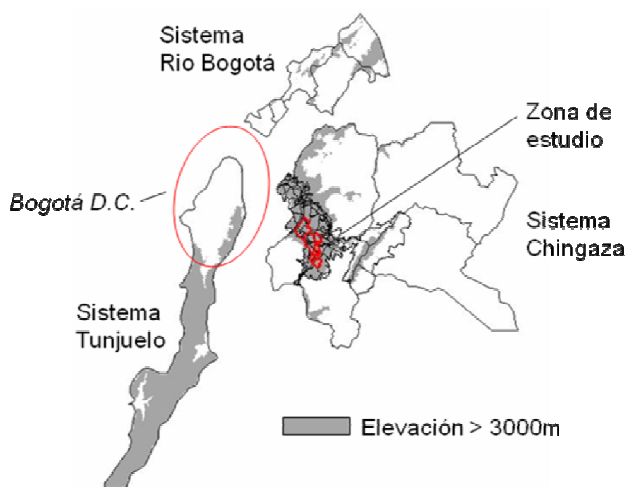 Sistema
Rio Bogotá
Zona de
estudio
Bogotá D.C.
Sistema
Chingaza
Sistema
Tunjuelo
Elevación > 3000m